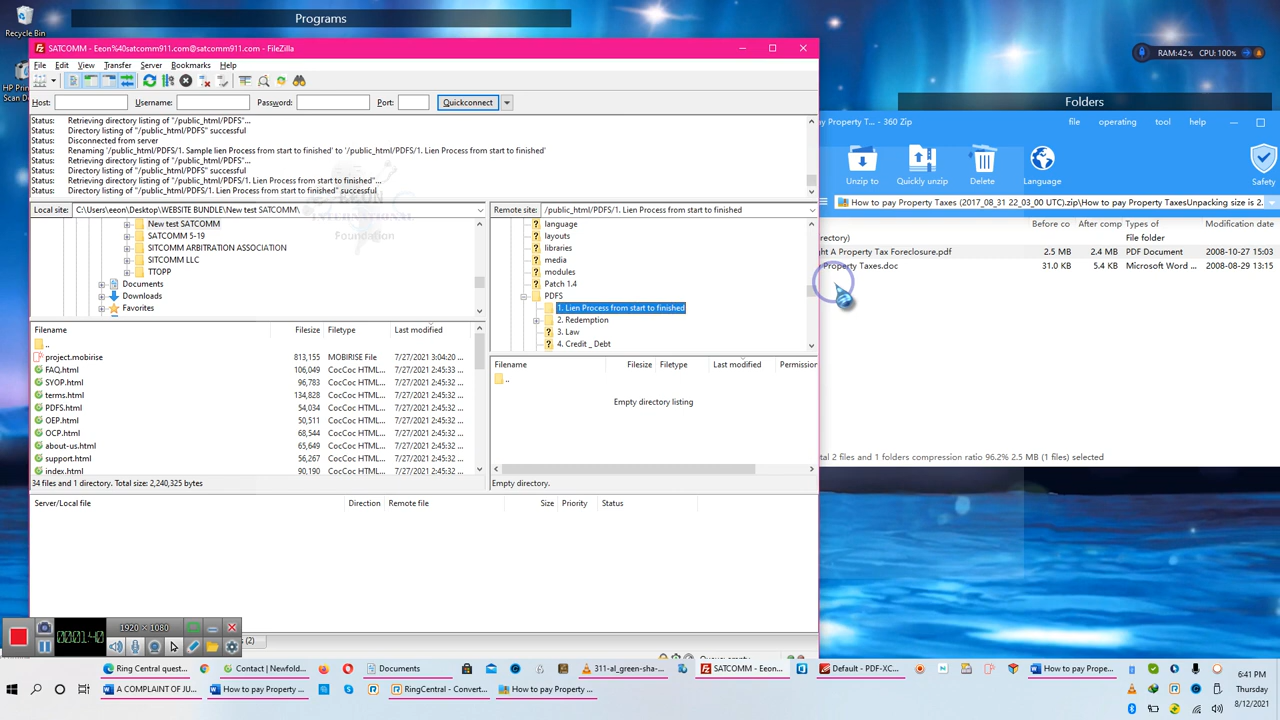 Programs
Recycle Bin
SATCOMM - Eeon%40satcomm911.com@satcomm911.com - FileZilla
File Edit View Transfer Server Bookmarks Help
Host: Username: Password: Port: Quickconnect
Status: Retrieving directory listing of "/public_html/PDFS"...
Status: Directory listing of "/public_html/PDFS" successful
Status: Disconnected from server
Status: Renaming '/public_html/PDFS/1. Sample lien Process from start to finished' to '/public_html/PDFS/1. Lien Process from start to finished'
Status: Retrieving directory listing of "/public_html/PDFS"...
Status: Directory listing of "/public_html/PDFS" successful
Status: Retrieving directory listing of "/public_html/PDFS/1. Lien Process from start to finished"...
Status: Directory listing of "/public_html/PDFS/1. Lien Process from start to finished" successful
EEON
INTERNATIONAL
Foundation
Local site: C:\Users\eeon\Desktop\WEBSITE BUNDLE\New test SATCOMM\
New test SATCOMM
SATCOMM 5-19
SITCOMM ARBITRATION ASSOCIATION
SITCOMM LLC
TTOPP
Documents
Downloads
Favorites
Filename Filesize Filetype Last modified
..
project.mobirise 813,155 MOBIRISE File 7/27/2021 3:04:20
FAQ.html 106,049 CocCoc HTML... 7/27/2021 2:45:33
SYOP.html 96,783 CocCoc HTML... 7/27/2021 2:45:32
terms.html 134,828 CocCoc HTML... 7/27/2021 2:45:32
PDFS.html 54,034 CocCoc HTML... 7/27/2021 2:45:32
OEP.html 50,511 CocCoc HTML... 7/27/2021 2:45:32
OCP.html 68,544 CocCoc HTML... 7/27/2021 2:45:32
about-us.html 65,649 CocCoc HTML... 7/27/2021 2:45:32
support.html 56,267 CocCoc HTML... 7/27/2021 2:45:32
index.html 90,190 CocCoc HTML... 7/27/2021 2:45:32
34 files and 1 directory. Total size: 2,240,325 bytes
Remote site: /public_html/PDFS/1. Lien Process from start to finished
language
layouts
libraries
media
modules
Patch 1.4
PDFS
1. Lien Process from start to finished
2. Redemption
3. Law
4. Credit _ Debt
Filename Filesize Filetype Last modified Permission
..
Empty directory listing
Empty directory.
Server/Local file Direction Remote file Size Priority Status
RAM:42% CPU:100%
Folders
ay Property T... - 360 Zip
file operating tool help
Unzip to Quickly unzip Delete Language Safety
How to pay Property Taxes (2017_08_31 22_03_00 UTC).zip\How to pay Property TaxesUnpacking size is 2.
Before co After comp Type Modification date
ectory) File folder
ght A Property Tax Foreclosure.pdf 2.5 MB 2.4 MB PDF Document 2008-10-27 15:03
Property Taxes.doc 31.0 KB 5.4 KB Microsoft Word ... 2008-08-29 13:15
tal 2 files and 1 folders compression ratio 96.2% 2.5 MB (1 files) selected
1920 × 1080
000:1:40
(2)
Ring Central quest... Contact | Newfold... Documents 311-al_green-sha-... SATCOMM - Eeon... Default - PDF-XC... How to pay Prope...
6:41 PM
Thursday
8/12/2021
A COMPLAINT OF JU... How to pay Property ... RingCentral - Convert... How to pay Property ...